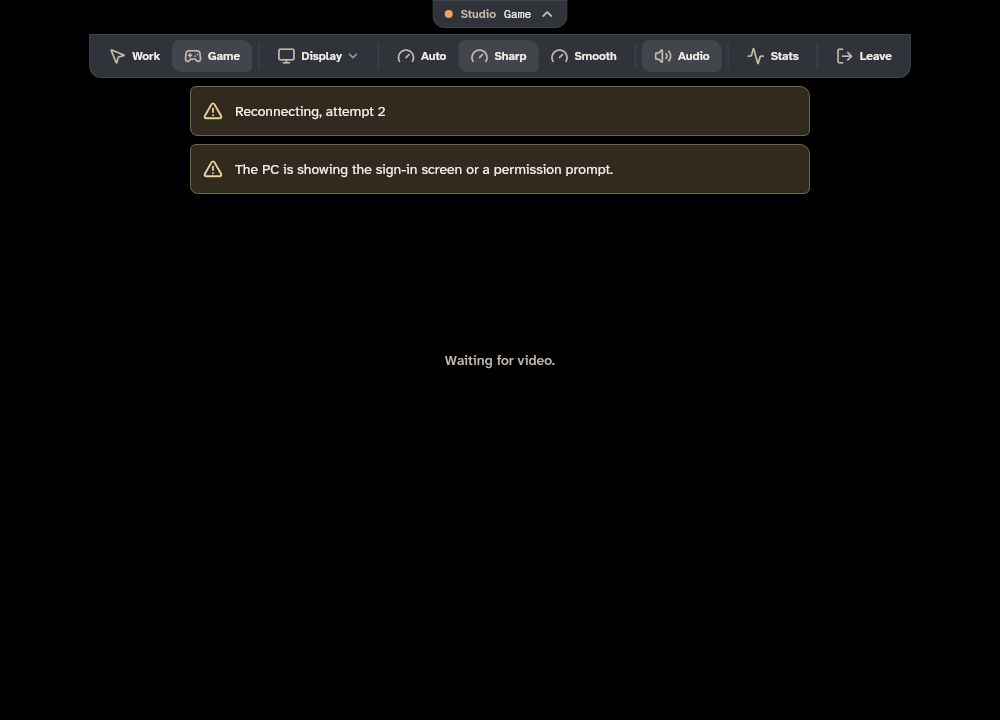 Studio Game
Work Game Display Auto Sharp Smooth Audio Stats Leave
Reconnecting, attempt 2
The PC is showing the sign-in screen or a permission prompt.
Waiting for video.